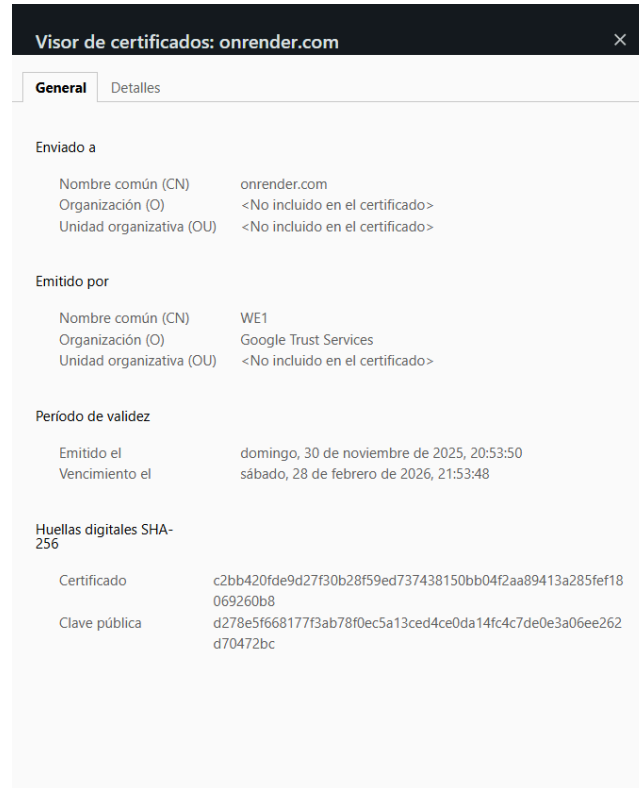 Visor de certificados: onrender.com
General Detalles
Enviado a
Nombre común (CN) onrender.com
Organización (O) <No incluido en el certificado>
Unidad organizativa (OU) <No incluido en el certificado>
Emitido por
Nombre común (CN) WE1
Organización (O) Google Trust Services
Unidad organizativa (OU) <No incluido en el certificado>
Período de validez
Emitido el domingo, 30 de noviembre de 2025, 20:53:50
Vencimiento el sábado, 28 de febrero de 2026, 21:53:48
Huellas digitales SHA-
256
Certificado c2bb420fde9d27f30b28f59ed737438150bb04f2aa89413a285fef18
069260b8
Clave pública d278e5f668177f3ab78f0ec5a13ced4ce0da14fc4c7de0e3a06ee262
d70472bc